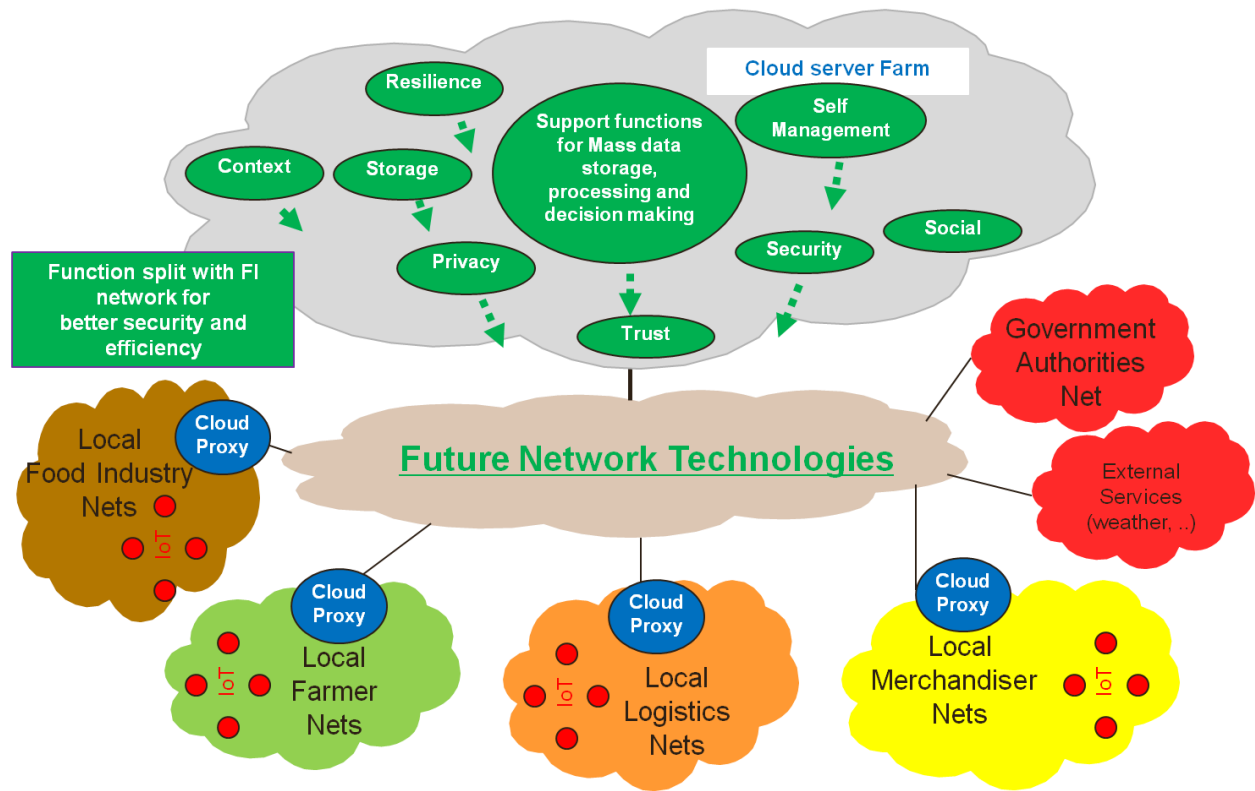 Cloud server Farm
Resilience
Self
Management
Support functions
for Mass data
storage,
processing and
decision making
Context
Storage
Social
Security
Privacy
Trust
Function split with FI
network for
better security and
efficiency
Government
Authorities
Net
Cloud
Proxy
Local
Food Industry
Nets
IoT
Future Network Technologies
External
Services
(weather, ..)
Cloud
Proxy
Local
Farmer
Nets
IoT
Cloud
Proxy
Local
Logistics
Nets
IoT
Cloud
Proxy
Local
Merchandiser
Nets
IoT